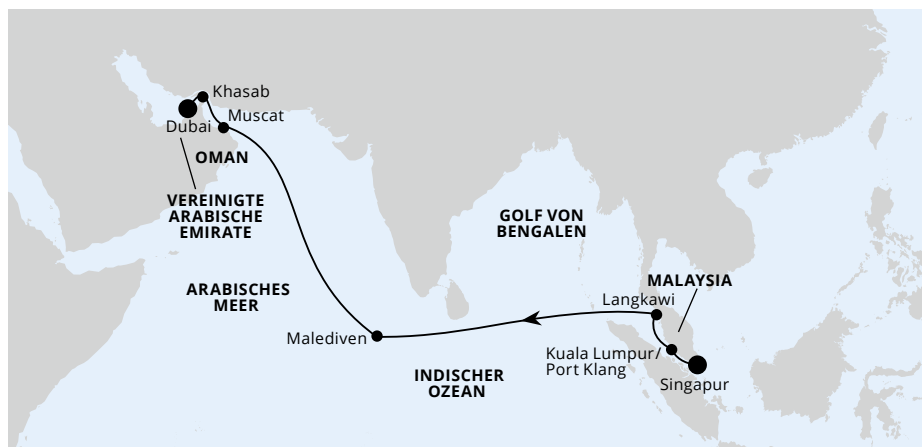 Khasab
Muscat
Dubai
OMAN
VEREINIGTE
ARABISCHE
EMIRATE
GOLF VON
BENGALEN
MALAYSIA
ARABISCHES
MEER
Langkawi
Malediven
Kuala Lumpur/
Port Klang
INDISCHER
OZEAN
Singapur